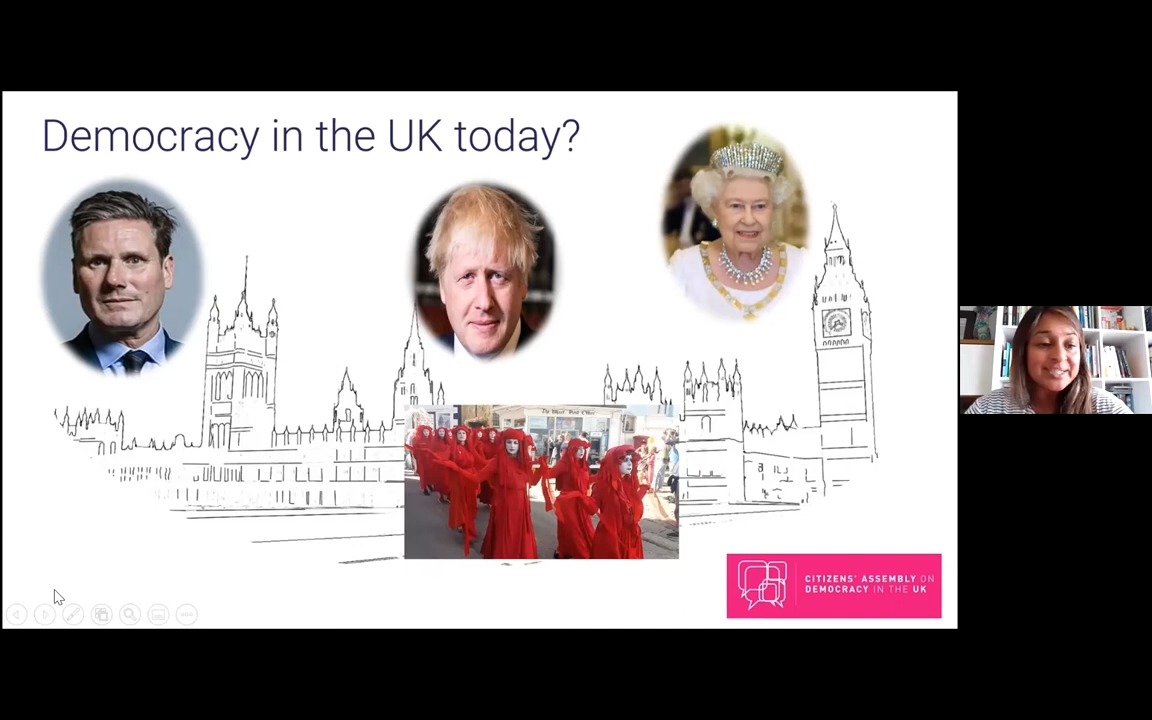 Democracy in the UK today?
CITIZENS' ASSEMBLY ON
DEMOCRACY IN THE UK